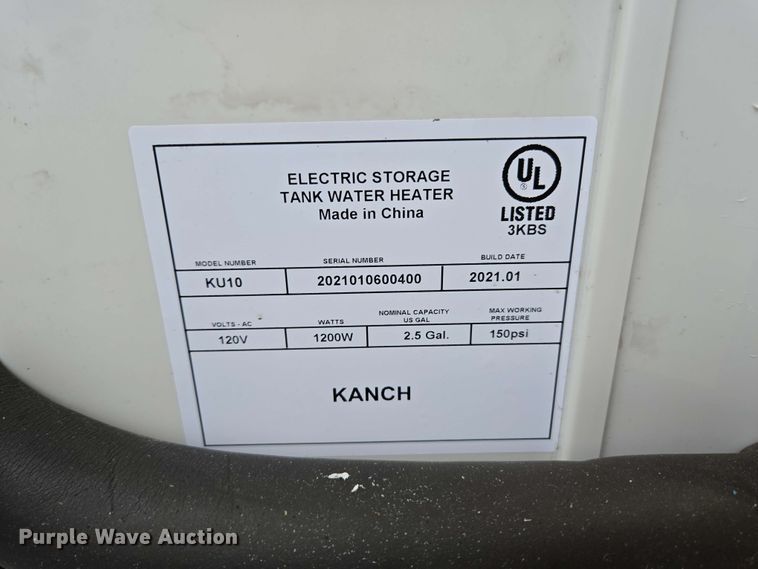 ELECTRIC STORAGE
TANK WATER HEATER
Made in China
UL
LISTED
3KBS
MODEL NUMBER SERIAL NUMBER BUILD DATE
KU10 2021010600400 2021.01
VOLTS - AC WATTS NOMINAL CAPACITY US GAL MAX WORKING PRESSURE
120V 1200W 2.5 Gal. 150psi
KANCH
Purple Wave Auction